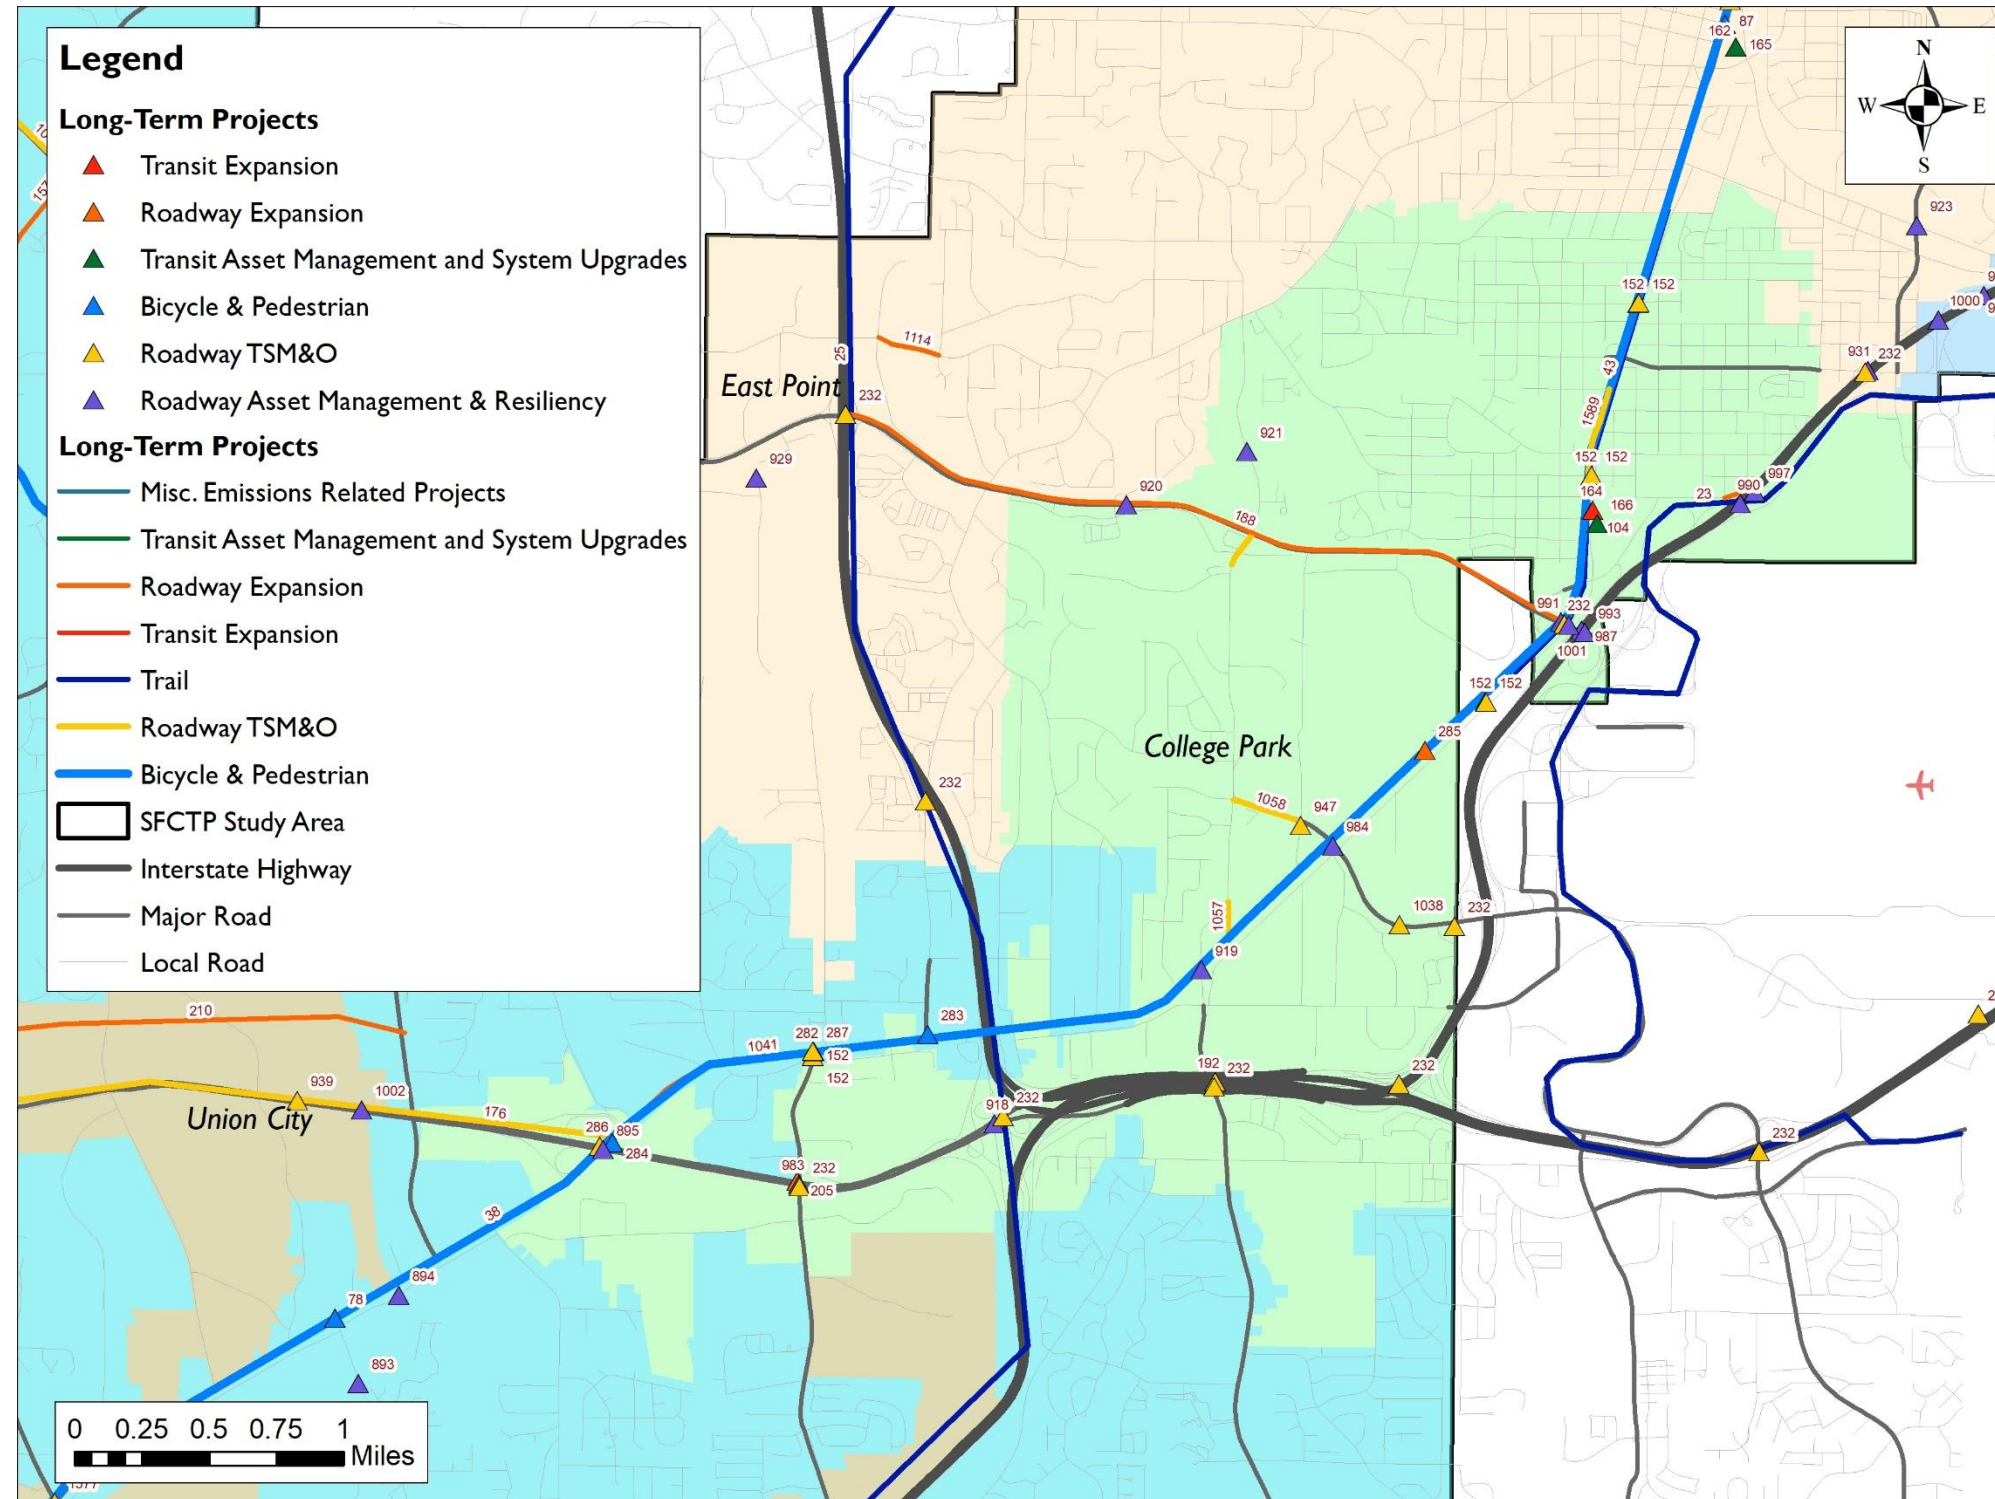 Legend
Long-Term Projects
Transit Expansion
Roadway Expansion
Transit Asset Management and System Upgrades
Bicycle & Pedestrian
Roadway TSM&O
Roadway Asset Management & Resiliency
Long-Term Projects
Misc. Emissions Related Projects
Transit Asset Management and System Upgrades
Roadway Expansion
Transit Expansion
Trail
Roadway TSM&O
Bicycle & Pedestrian
SFCTP Study Area
Interstate Highway
Major Road
Local Road
N
W E
S
87
162
165
923
1000
152 152
931 232
25
1114
43
East Point
232
1589
921
929
152 152
920
164
166
104
188
23
990
997
991 232 993
987
1001
152 152
285
College Park
232
1058
947
984
1038
232
1057
919
210
283
282 287
1041
152
152
939
1002
176
Union City
286 895
284
192
232
232
918
232
983 232
205
232
38
894
78
893
0 0.25 0.5 0.75 1
Miles